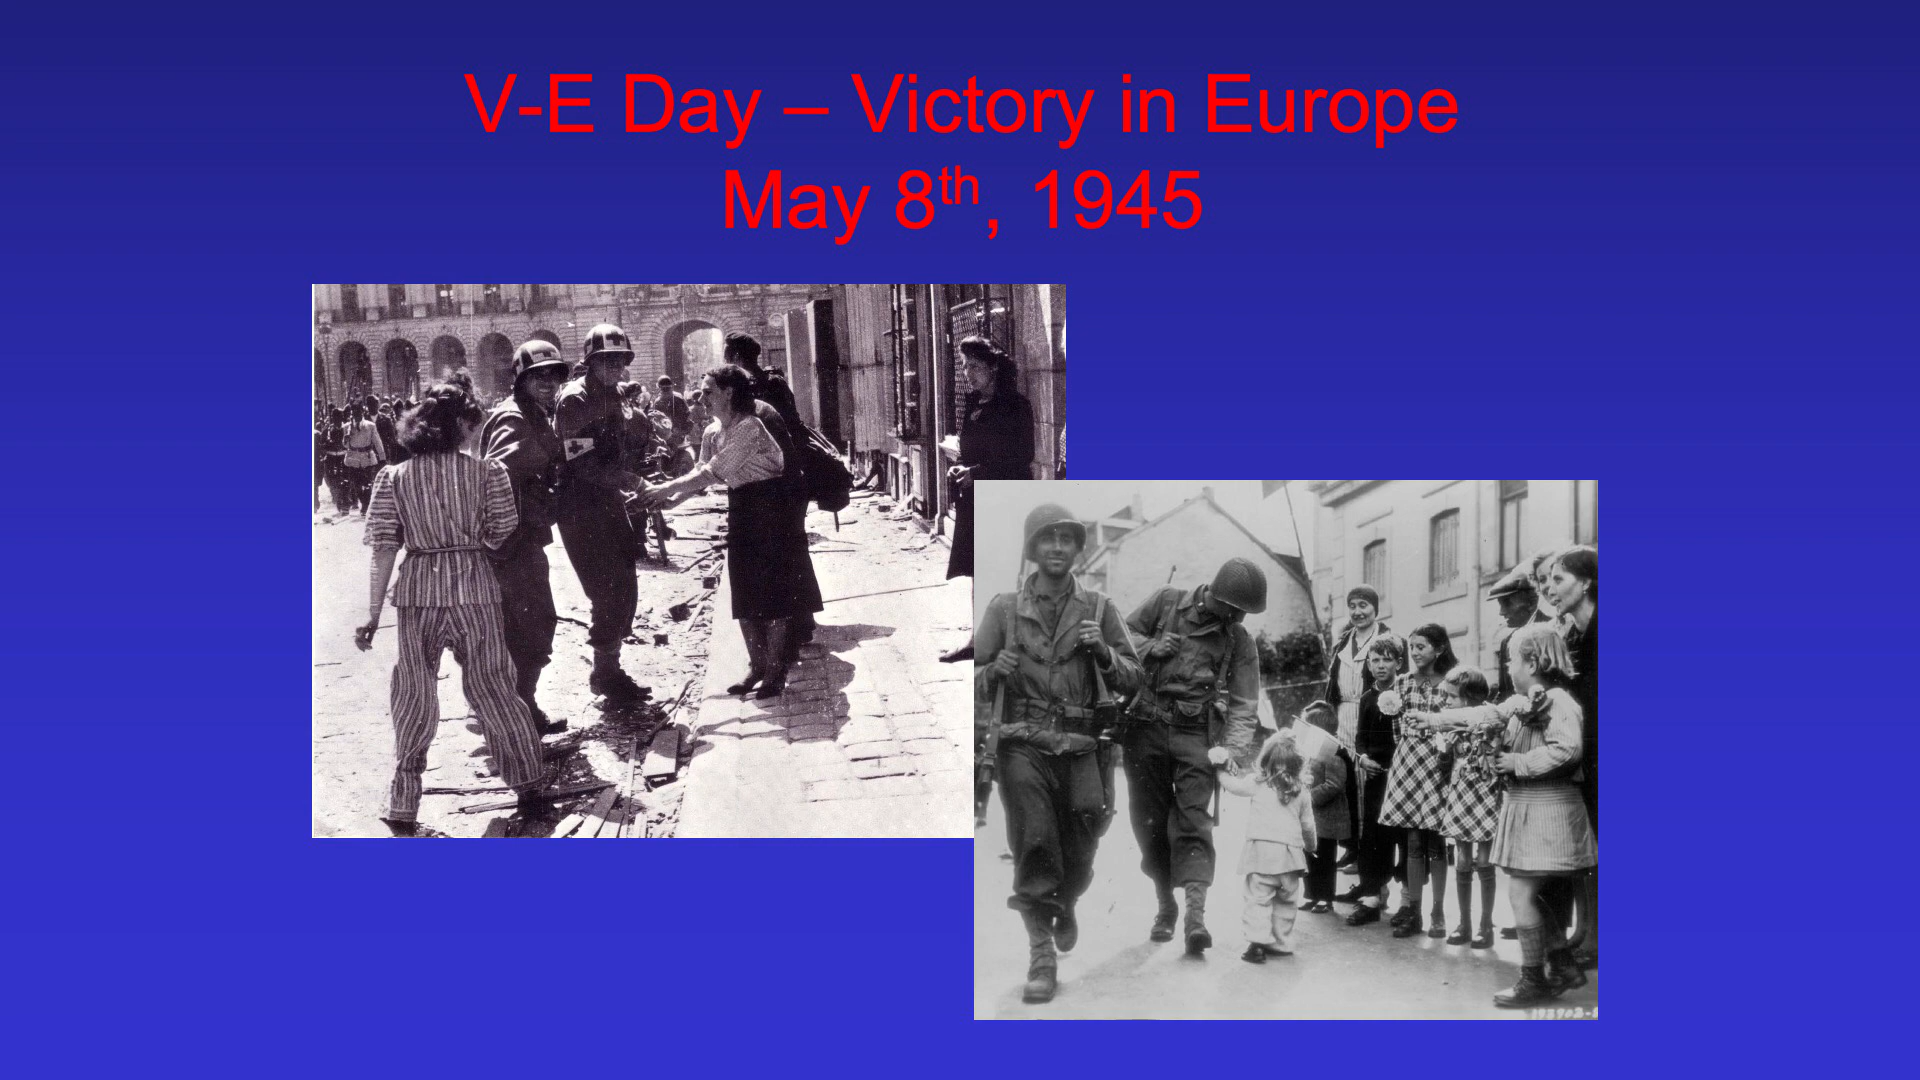 V-E Day – Victory in Europe
May 8th, 1945